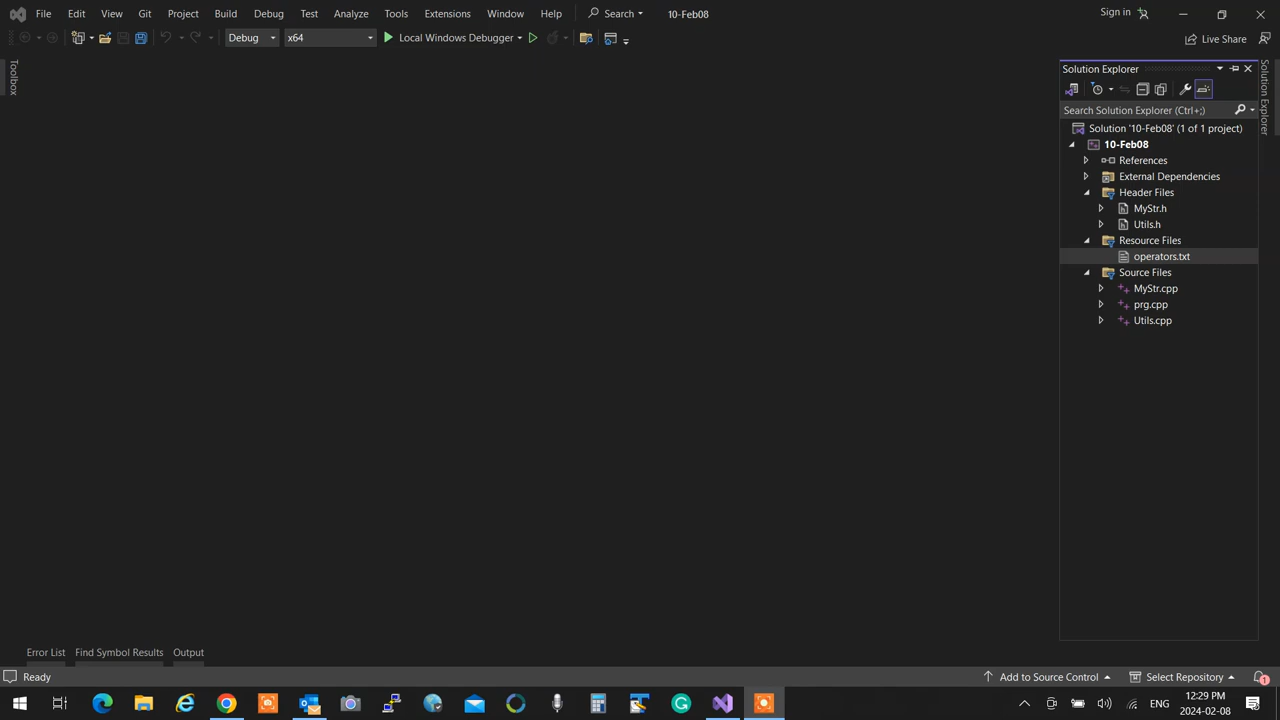 File Edit View Git Project Build Debug Test Analyze Tools Extensions Window Help Search 10-Feb08 Sign in
Debug x64 Local Windows Debugger Live Share
Toolbox
Solution Explorer
Solution Explorer
Search Solution Explorer (Ctrl+;)
Solution '10-Feb08' (1 of 1 project)
10-Feb08
References
External Dependencies
Header Files
MyStr.h
Utils.h
Resource Files
operators.txt
Source Files
MyStr.cpp
prg.cpp
Utils.cpp
Error List Find Symbol Results Output
Ready Add to Source Control Select Repository 1
ENG 12:29 PM
2024-02-08